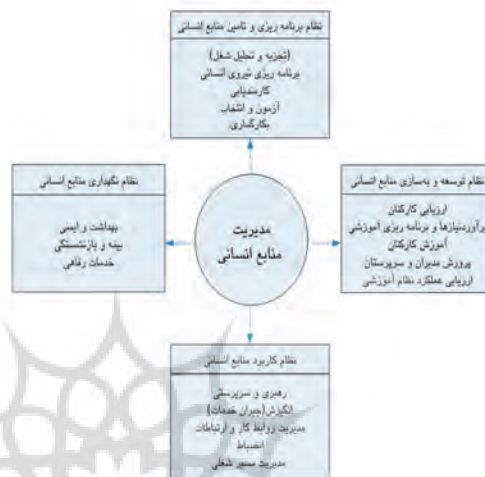 نظام برنامه ریزی و تامین منابع انسانی
(تجزیه و تحلیل شغل)
برنامه ریزی نیروی انسانی
کارمندیابی
آزمون و انتخاب
بکارگماری
نظام توسعه و به‌سازی منابع انسانی
ارزیابی کارکنان
برآوردنیازها و برنامه ریزی آموزشی
آموزش کارکنان
پرورش مدیران و سرپرستان
ارزیابی عملکرد نظام آموزشی
مدیریت
منابع انسانی
نظام نگهداری منابع انسانی
بهداشت و ایمنی
بیمه و بازنشستگی
خدمات رفاهی
نظام کاربرد منابع انسانی
رهبری و سرپرستی
انگیزش(جبران خدمات)
مدیریت روابط کار و ارتباطات
انضباط
مدیریت مسیر شغلی